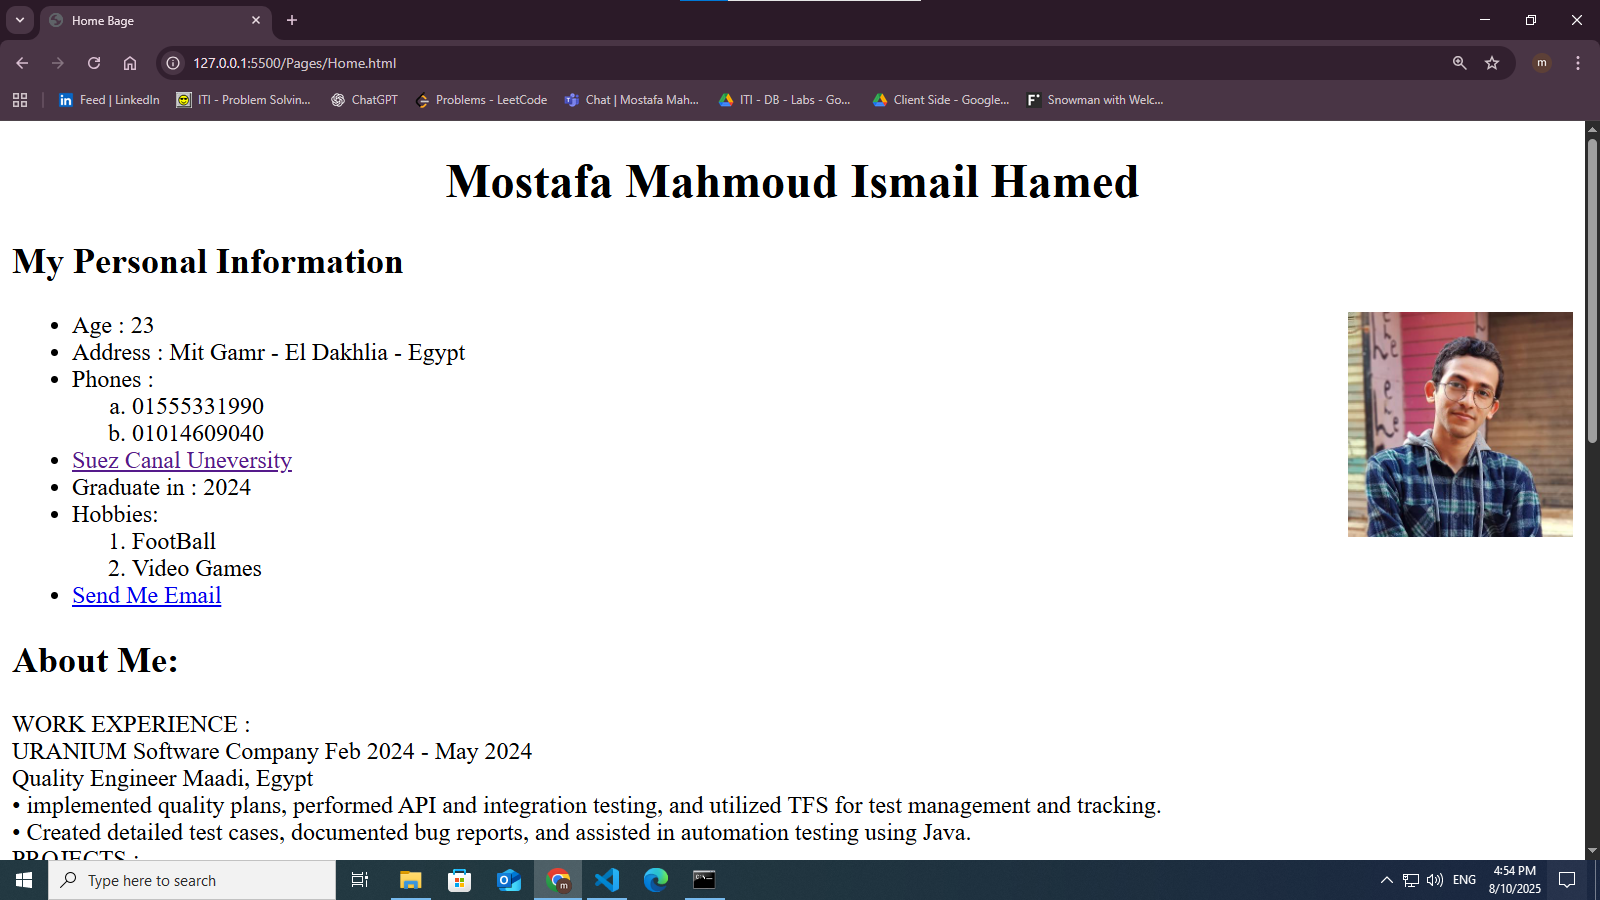 Home Bage
127.0.0.1:5500/Pages/Home.html
m
Feed | LinkedIn
ITI - Problem Solvin...
ChatGPT
Problems - LeetCode
Chat | Mostafa Mah...
ITI - DB - Labs - Go...
Client Side - Google...
Snowman with Welc...
Mostafa Mahmoud Ismail Hamed
My Personal Information
• Age : 23
• Address : Mit Gamr - El Dakhlia - Egypt
• Phones :
a. 01555331990
b. 01014609040
• Suez Canal Uneversity
• Graduate in : 2024
• Hobbies:
1. FootBall
2. Video Games
• Send Me Email
About Me:
WORK EXPERIENCE :
URANIUM Software Company Feb 2024 - May 2024
Quality Engineer Maadi, Egypt
• implemented quality plans, performed API and integration testing, and utilized TFS for test management and tracking.
• Created detailed test cases, documented bug reports, and assisted in automation testing using Java.
PROJECTS :
Type here to search
m
ENG
4:54 PM
8/10/2025